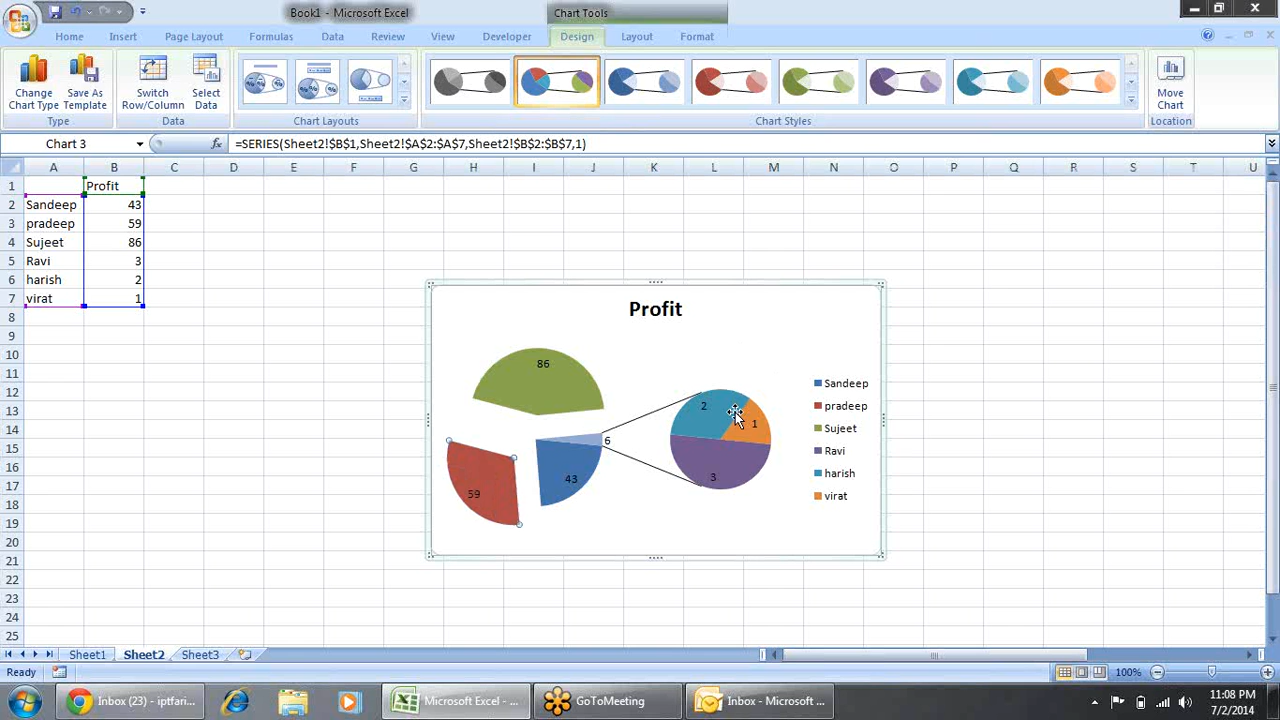 Book1 - Microsoft Excel
Chart Tools
Home Insert Page Layout Formulas Data Review View Developer Add-Ins Design Layout Format
Change Chart Type
Save As Template
Switch Row/Column
Select Data
Move Chart
Type Data Chart Layouts Chart Styles Location
Chart 3 fx =SERIES(Sheet2!$B$1,Sheet2!$A$2:$A$7,Sheet2!$B$2:$B$7,1)
A B C D E F G H I J K L M N O P Q R S T U
1 Profit
2 Sandeep 43
3 pradeep 59
4 Sujeet 86
5 Ravi 3
6 harish 2
7 virat 1
8
9
10
11
12
13
14
15
16
17
18
19
20
21
22
23
24
25
Profit
86
59
43
6
2
1
3
Sandeep
pradeep
Sujeet
Ravi
harish
virat
Sheet1 Sheet2 Sheet3
Ready 100%
Inbox (23) - iptfari...
Microsoft Excel - ...
GoToMeeting
Inbox - Microsoft ...
11:08 PM
7/2/2014